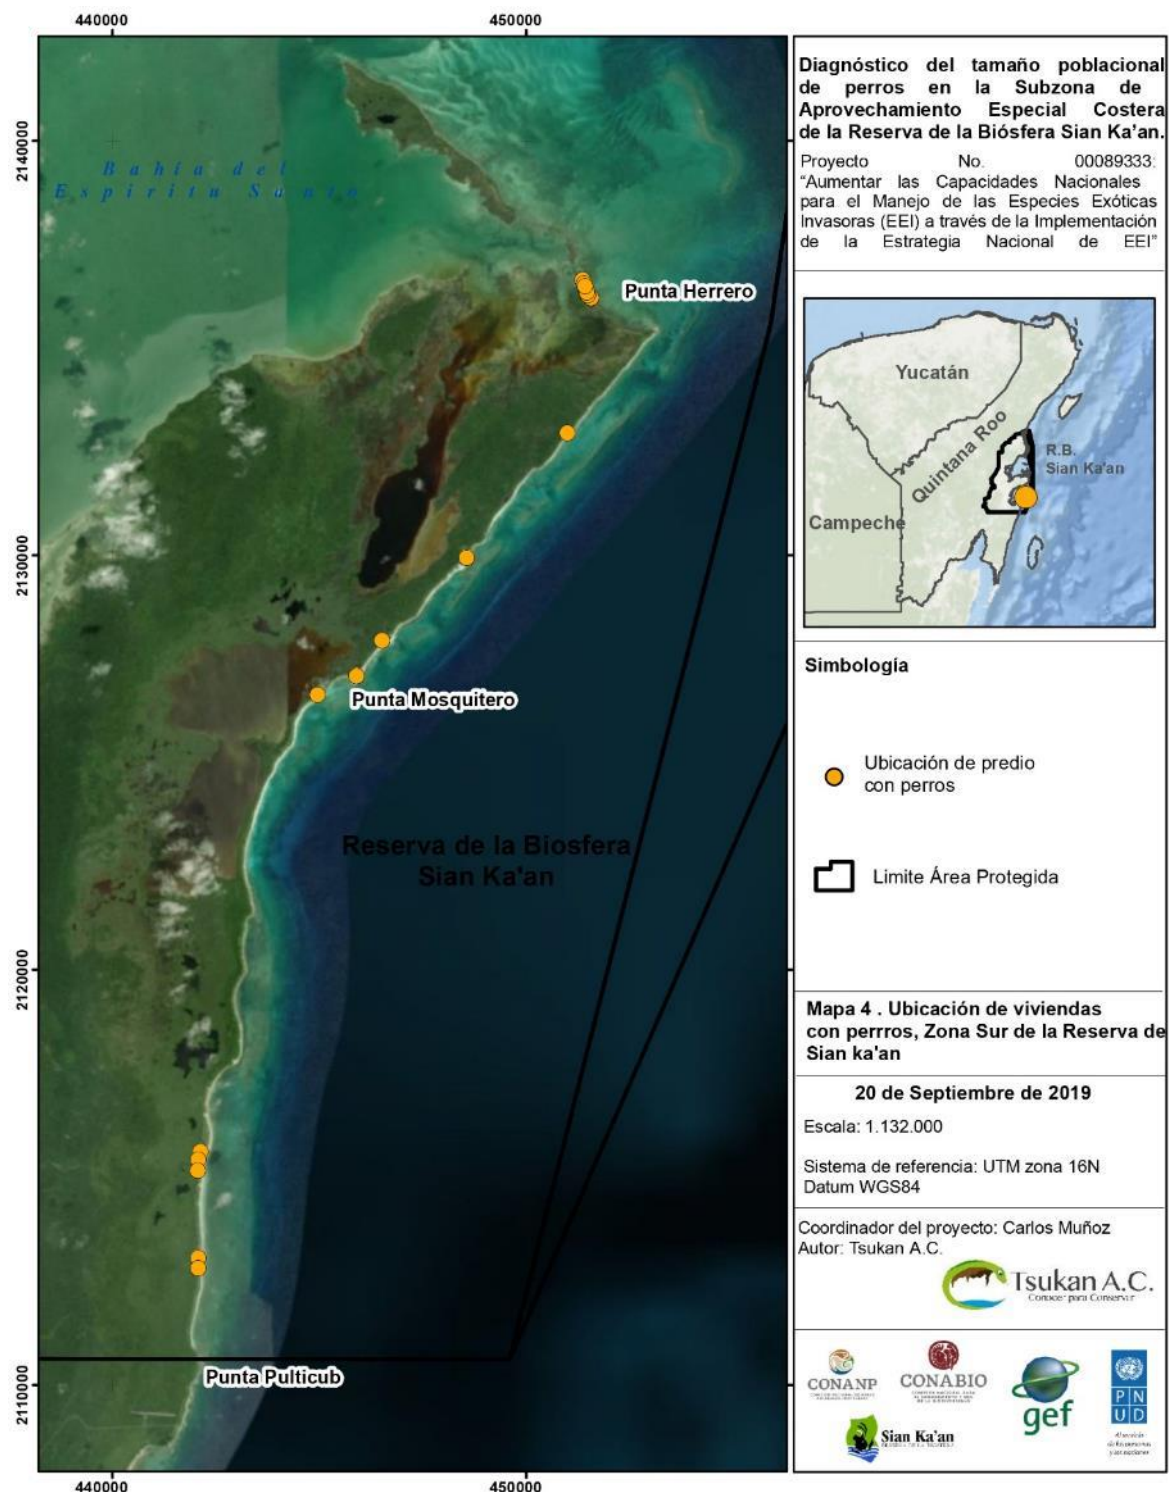 440000
450000
2140000
2130000
2120000
2110000
Bahía del
Espiritu Santo
Punta Herrero
Punta Mosquitero
Reserva de la Biosfera
Sian Ka'an
Punta Pulticub
440000
450000
Diagnóstico del tamaño poblacional
de perros en la Subzona de
Aprovechamiento Especial Costera
de la Reserva de la Biósfera Sian Ka'an.
Proyecto No. 00089333:
“Aumentar las Capacidades Nacionales
para el Manejo de las Especies Exóticas
Invasoras (EEI) a través de la Implementación
de la Estrategia Nacional de EEI”
Yucatán
Quintana Roo
R.B.
Sian Ka'an
Campeche
Simbología
Ubicación de predio
con perros
Limite Área Protegida
Mapa 4 . Ubicación de viviendas
con perrros, Zona Sur de la Reserva de
Sian ka'an
20 de Septiembre de 2019
Escala: 1.132.000
Sistema de referencia: UTM zona 16N
Datum WGS84
Coordinador del proyecto: Carlos Muñoz
Autor: Tsukan A.C.
Tsukan A.C.
Conocer para Conservar
CONANP
CONABIO
gef
P N
U D
Sian Ka'an